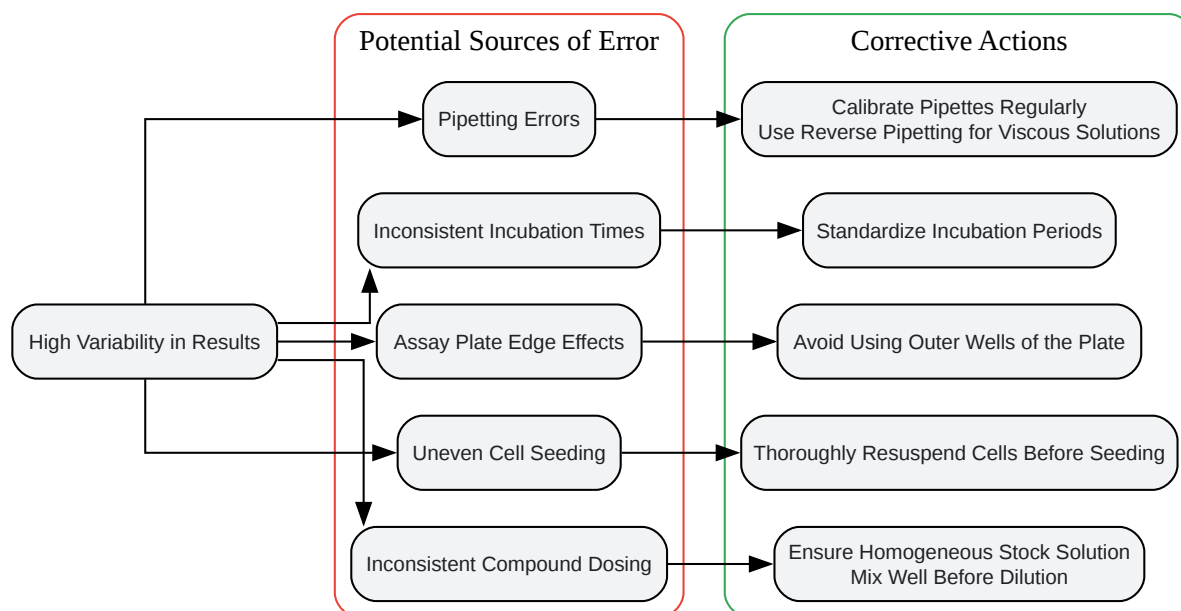 Potential Sources of Error
Corrective Actions
Pipetting Errors
Calibrate Pipettes Regularly
Use Reverse Pipetting for Viscous Solutions
Inconsistent Incubation Times
Standardize Incubation Periods
High Variability in Results
Assay Plate Edge Effects
Avoid Using Outer Wells of the Plate
Uneven Cell Seeding
Thoroughly Resuspend Cells Before Seeding
Inconsistent Compound Dosing
Ensure Homogeneous Stock Solution
Mix Well Before Dilution